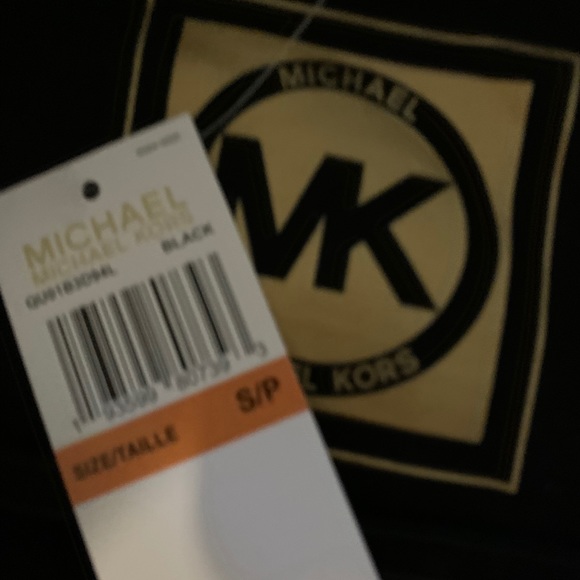 MICHAEL
MK
KORS
MICHAEL
MICHAEL KORS
BLACK
SIZE/TAILLE
S/P